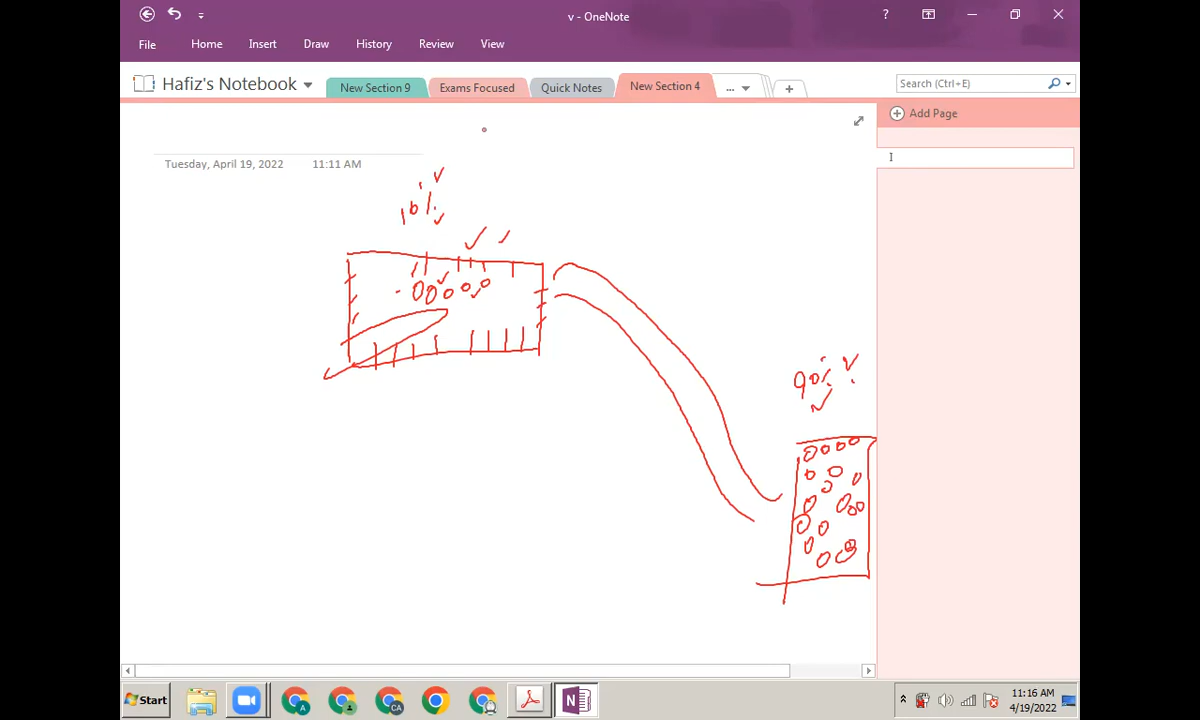 v - OneNote
?
File
Home
Insert
Draw
History
Review
View
Hafiz's Notebook
New Section 9
Exams Focused
Quick Notes
New Section 4
...
+
Search (Ctrl+E)
Add Page
Tuesday, April 19, 2022
11:11 AM
10%
90%
Start
A
CA
11:16 AM
4/19/2022